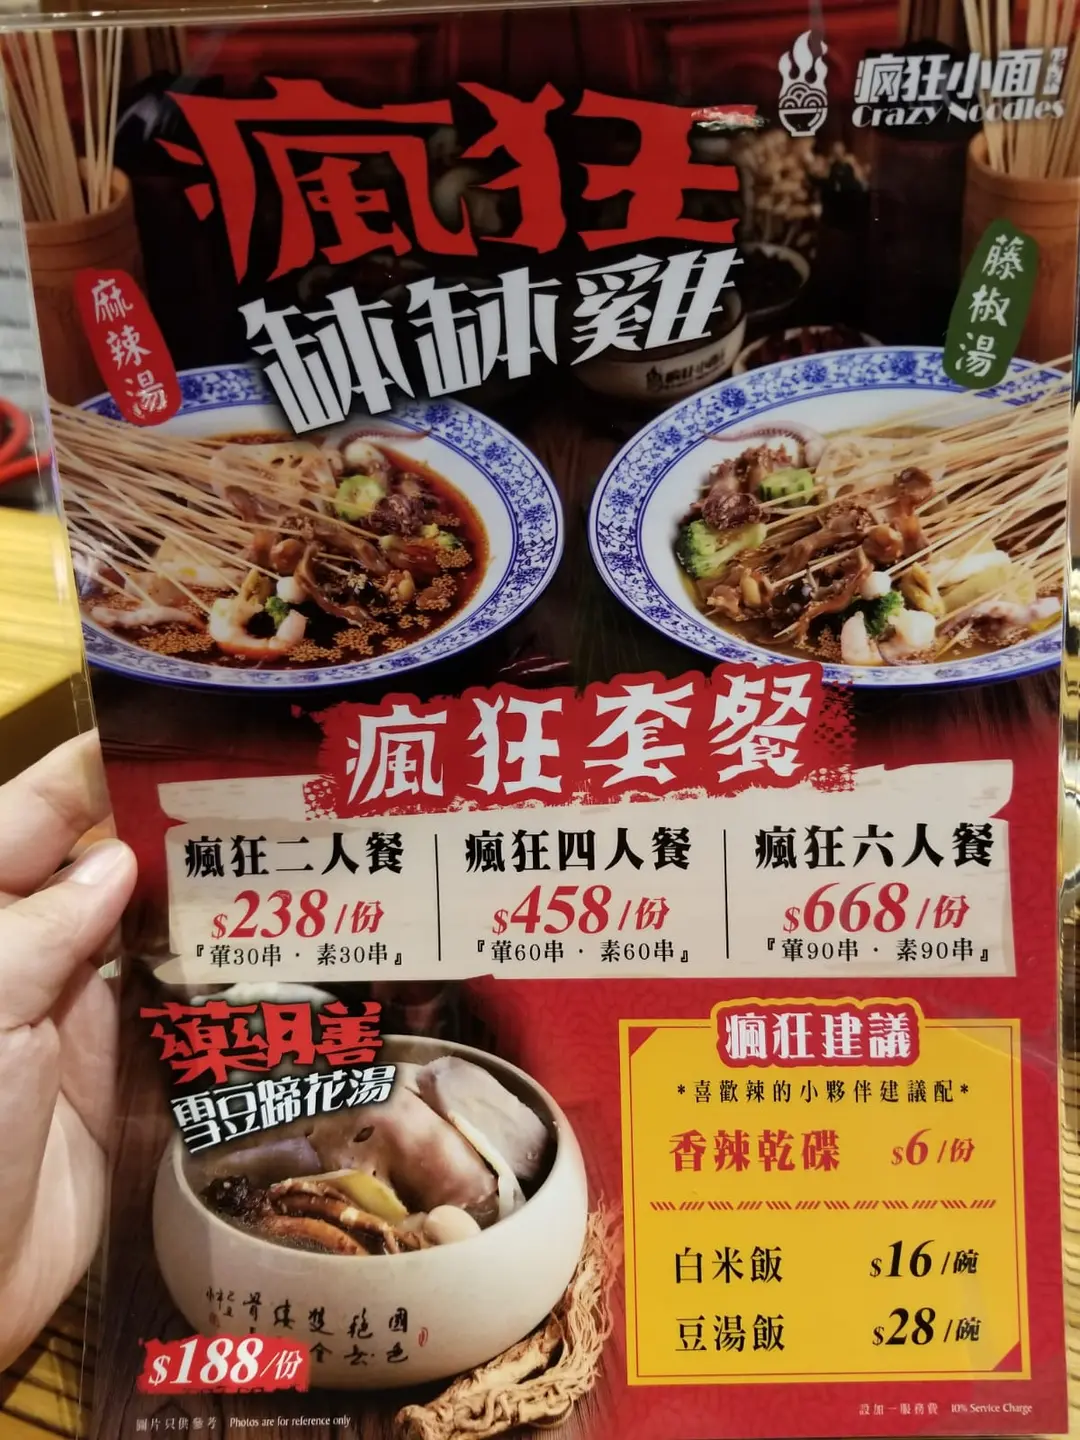 瘋狂小面
Crazy Noodles
瘋狂
缽缽雞
麻辣湯
藤椒湯
瘋狂套餐
瘋狂二人餐
$238/份
『葷30串・素30串』
瘋狂四人餐
$458/份
『葷60串・素60串』
瘋狂六人餐
$668/份
『葷90串・素90串』
藥膳
雪豆蹄花湯
$188/份
瘋狂建議
*喜歡辣的小夥伴建議配*
香辣乾碟 $6/份
白米飯 $16/碗
豆湯飯 $28/碗
圖片只供參考 Photos are for reference only
設加一服務費 10% Service Charge